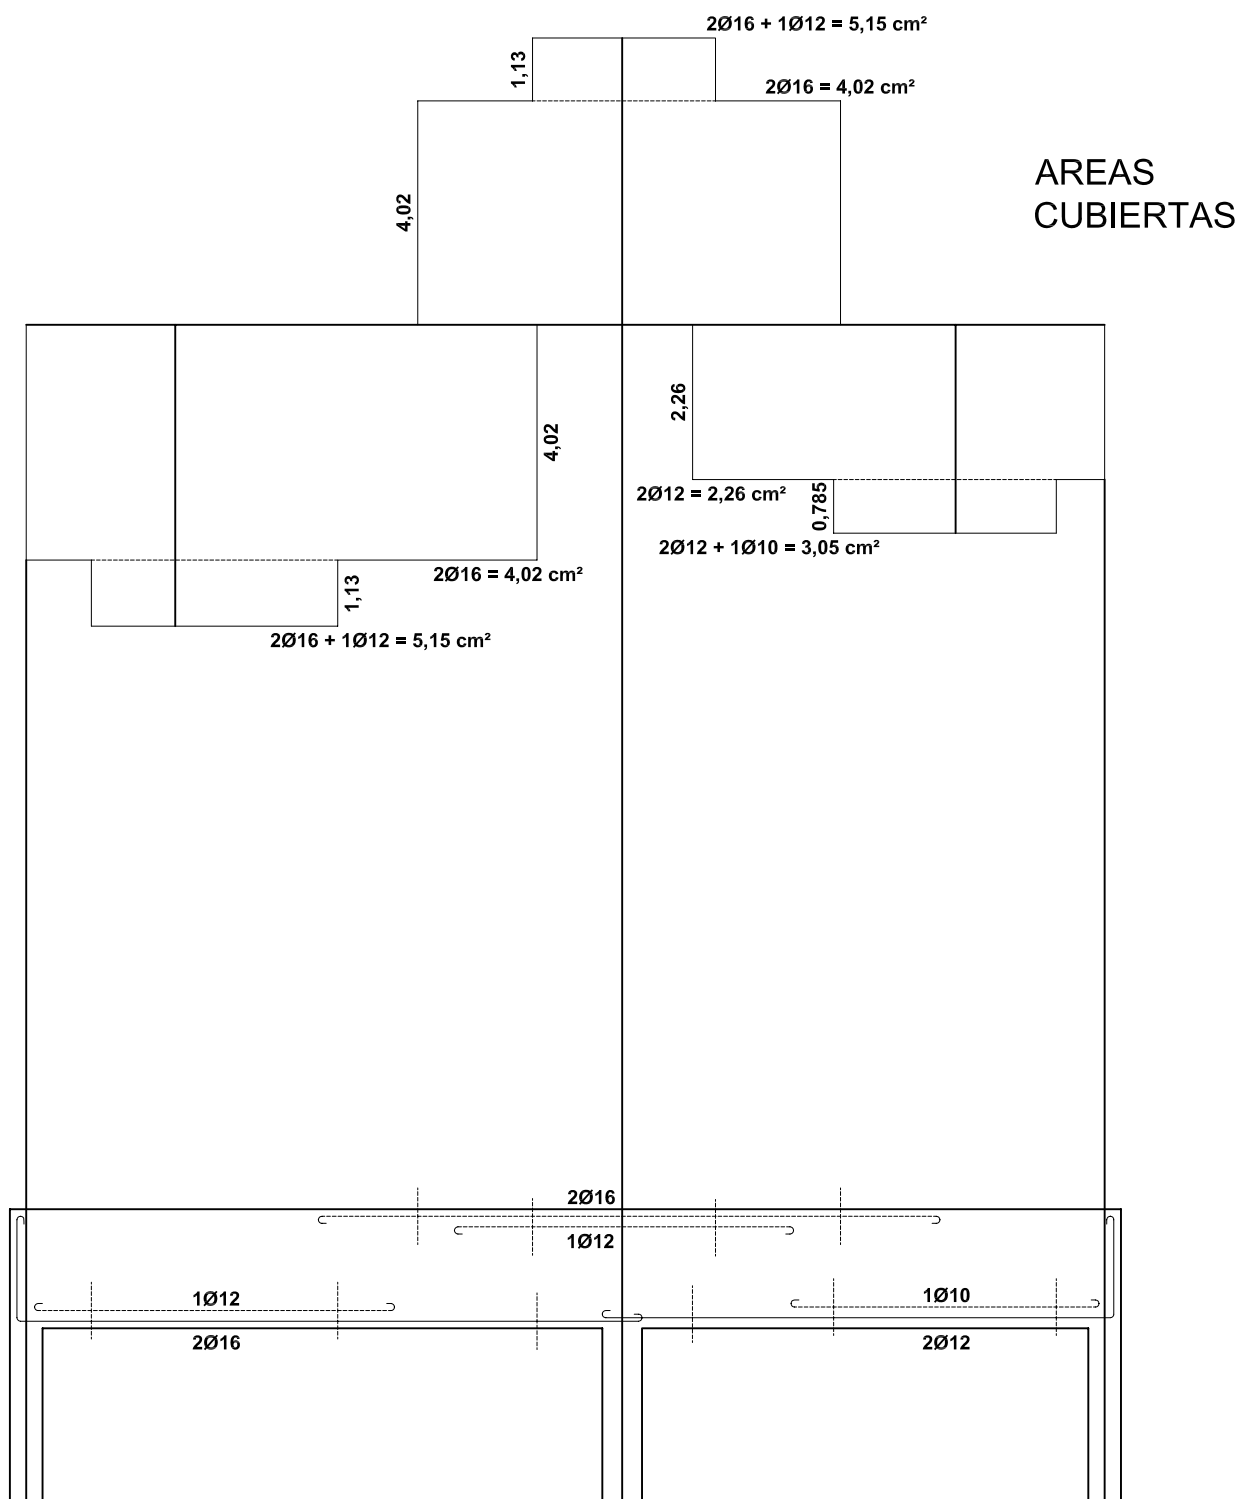 2Ø16 + 1Ø12 = 5,15 cm²
1,13
2Ø16 = 4,02 cm²
AREAS
CUBIERTAS
4,02
2,26
4,02
2Ø12 = 2,26 cm²
0,785
2Ø12 + 1Ø10 = 3,05 cm²
2Ø16 = 4,02 cm²
1,13
2Ø16 + 1Ø12 = 5,15 cm²
2Ø16
1Ø12
1Ø12
1Ø10
2Ø16
2Ø12